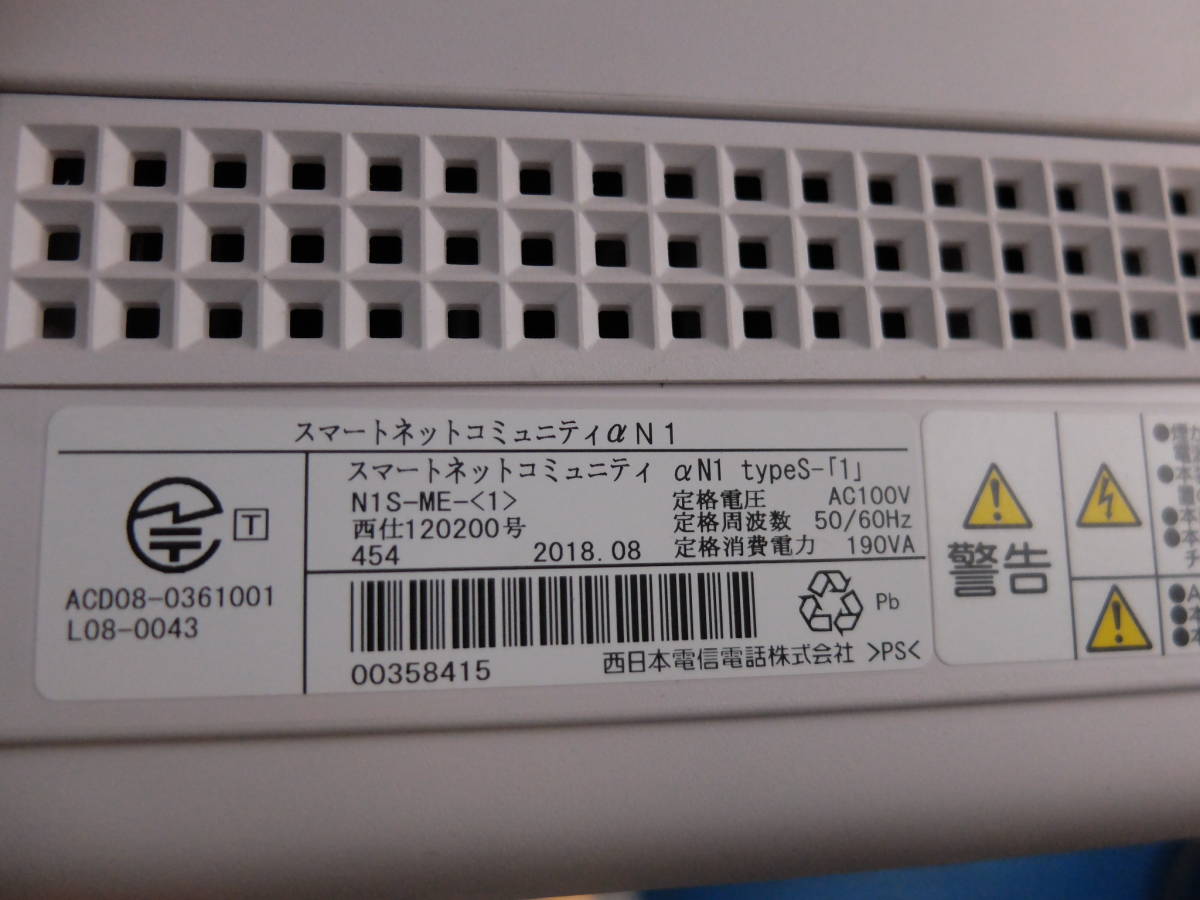 スマートネットコミュニティαN1
スマートネットコミュニティ αN1 typeS-「1」
N1S-ME-<1>
定格電圧 AC100V
西仕120200号
定格周波数 50/60Hz
454 2018.08
定格消費電力 190VA
T
ACD08-0361001
L08-0043
00358415
Pb
西日本電信電話株式会社 >PS<
警告